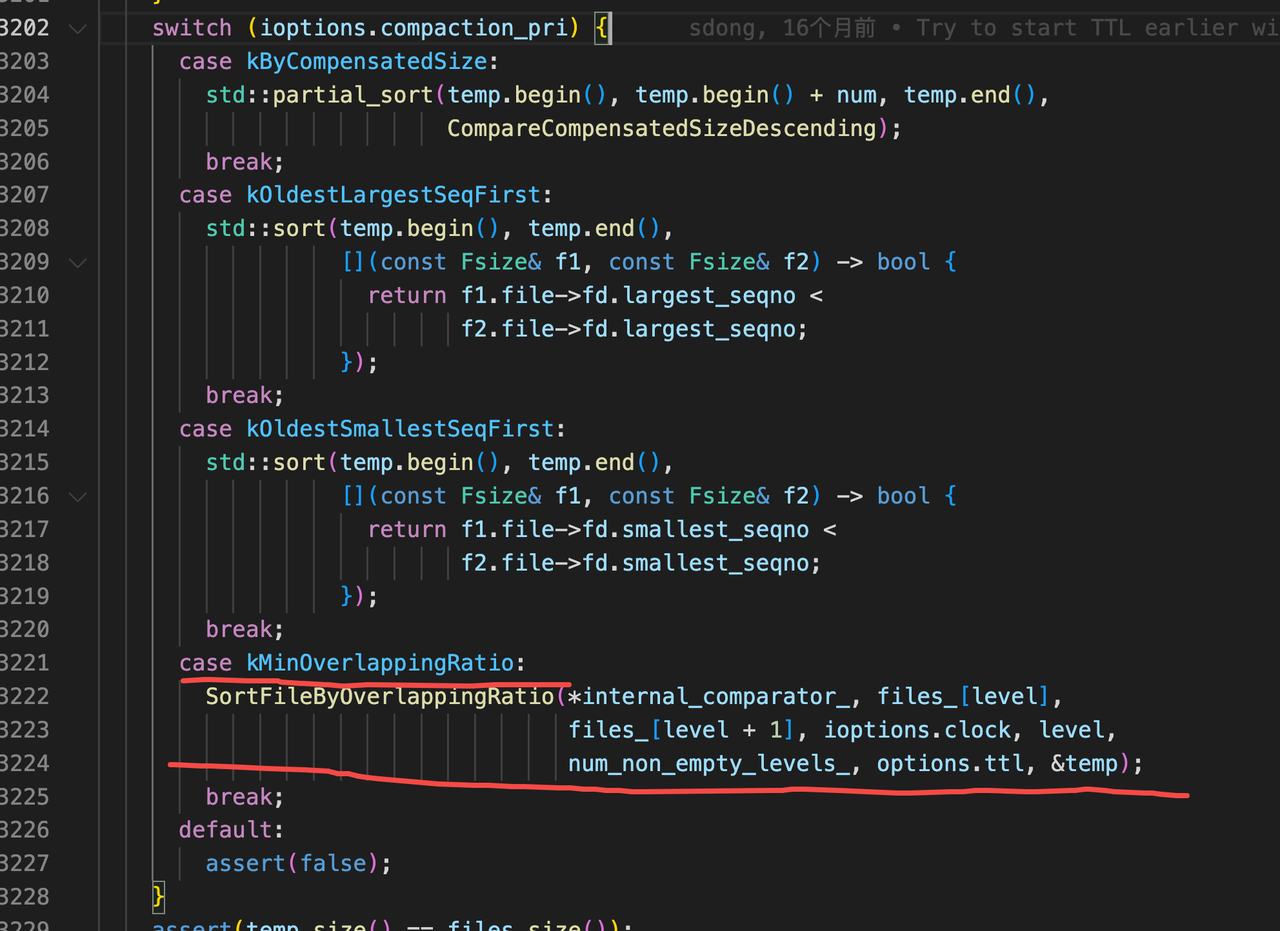 3202 switch (ioptions.compaction_pri) { sdong, 16个月前 • Try to start TTL earlier wi
3203 case kByCompensatedSize:
3204 std::partial_sort(temp.begin(), temp.begin() + num, temp.end(),
3205 CompareCompensatedSizeDescending);
3206 break;
3207 case kOldestLargestSeqFirst:
3208 std::sort(temp.begin(), temp.end(),
3209 [](const Fsize& f1, const Fsize& f2) -> bool {
3210 return f1.file->fd.largest_seqno <
3211 f2.file->fd.largest_seqno;
3212 });
3213 break;
3214 case kOldestSmallestSeqFirst:
3215 std::sort(temp.begin(), temp.end(),
3216 [](const Fsize& f1, const Fsize& f2) -> bool {
3217 return f1.file->fd.smallest_seqno <
3218 f2.file->fd.smallest_seqno;
3219 });
3220 break;
3221 case kMinOverlappingRatio:
3222 SortFileByOverlappingRatio(*internal_comparator_, files_[level],
3223 files_[level + 1], ioptions.clock, level,
3224 num_non_empty_levels_, options.ttl, &temp);
3225 break;
3226 default:
3227 assert(false);
3228 }
3229 assert(temp.size() == files.size());